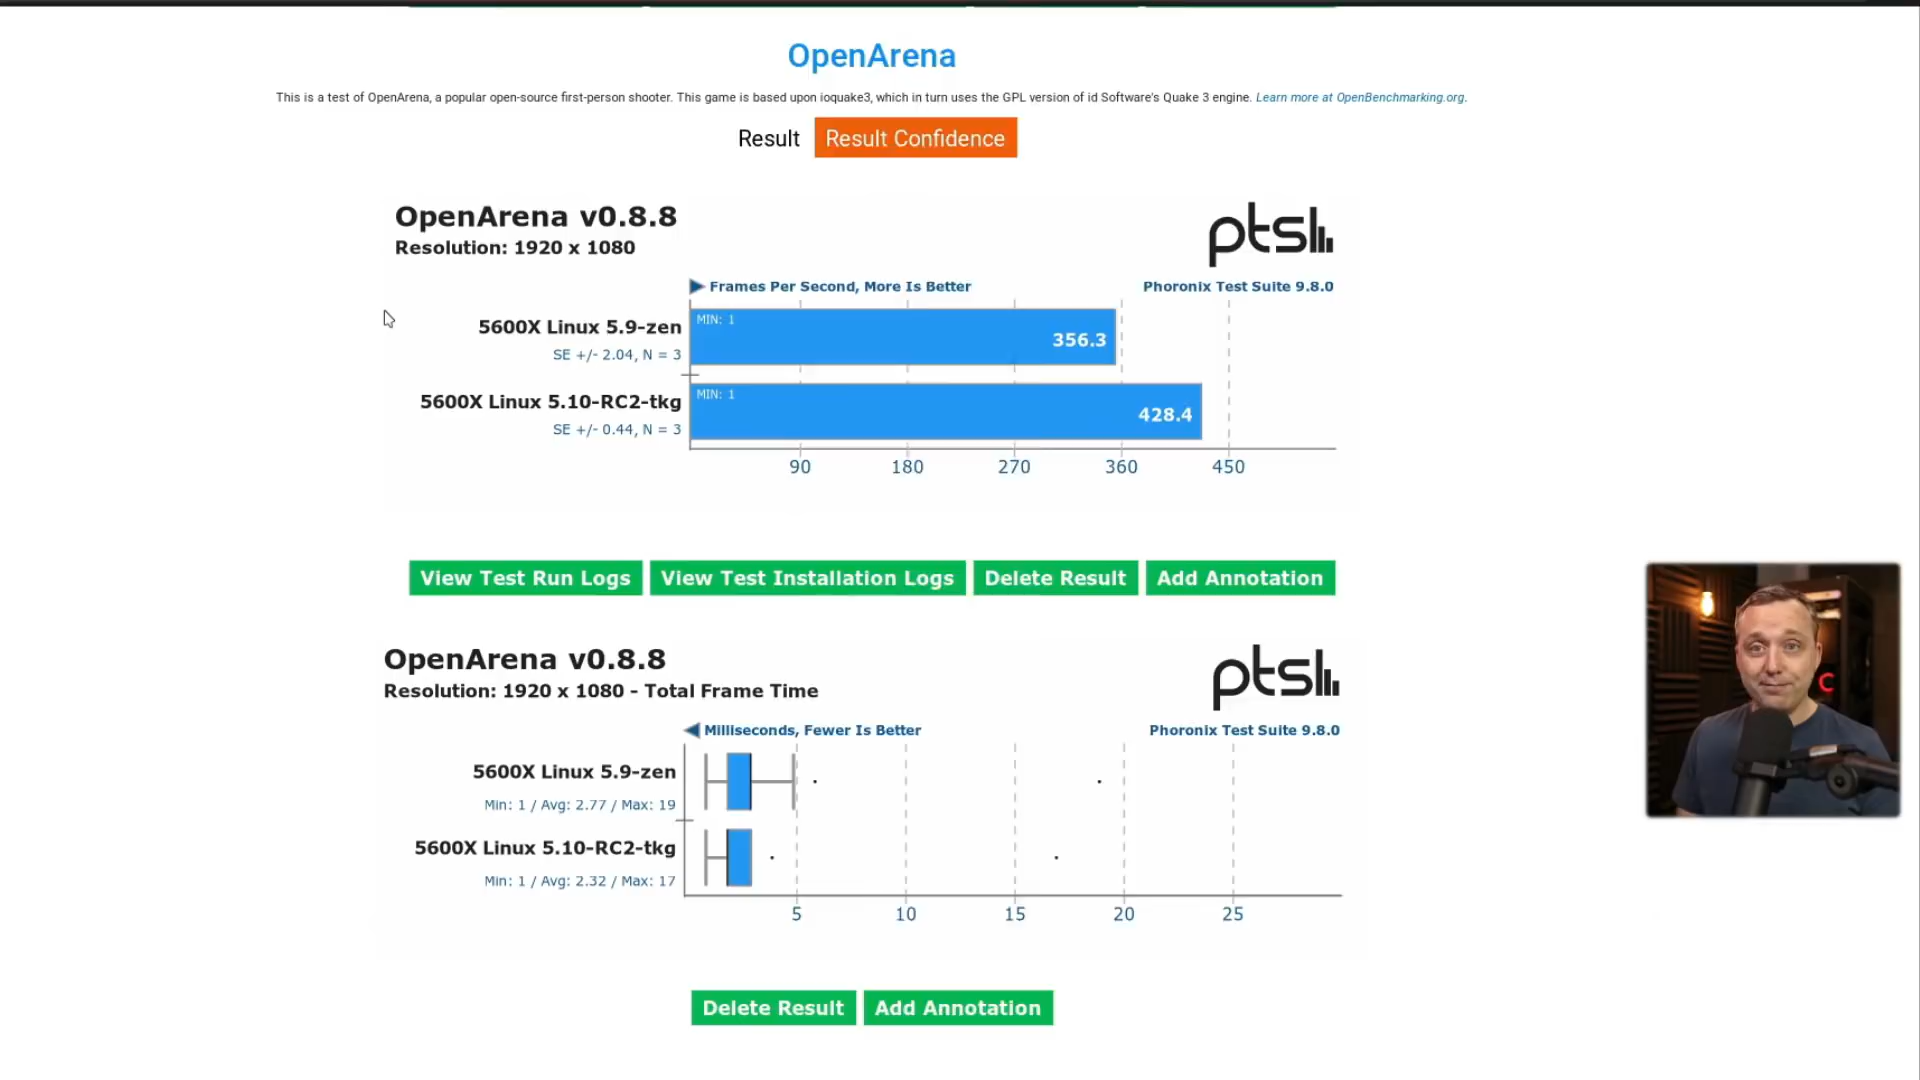 OpenArena
This is a test of OpenArena, a popular open-source first-person shooter. This game is based upon ioquake3, which in turn uses the GPL version of id Software's Quake 3 engine. Learn more at OpenBenchmarking.org.
Result Result Confidence
OpenArena v0.8.8
Resolution: 1920 x 1080
pts
Frames Per Second, More Is Better Phoronix Test Suite 9.8.0
5600X Linux 5.9-zen
SE +/- 2.04, N = 3
MIN: 1
356.3
5600X Linux 5.10-RC2-tkg
SE +/- 0.44, N = 3
MIN: 1
428.4
90 180 270 360 450
View Test Run Logs View Test Installation Logs Delete Result Add Annotation
OpenArena v0.8.8
Resolution: 1920 x 1080 - Total Frame Time
pts
Milliseconds, Fewer Is Better Phoronix Test Suite 9.8.0
5600X Linux 5.9-zen
Min: 1 / Avg: 2.77 / Max: 19
5600X Linux 5.10-RC2-tkg
Min: 1 / Avg: 2.32 / Max: 17
5 10 15 20 25
C
Delete Result Add Annotation